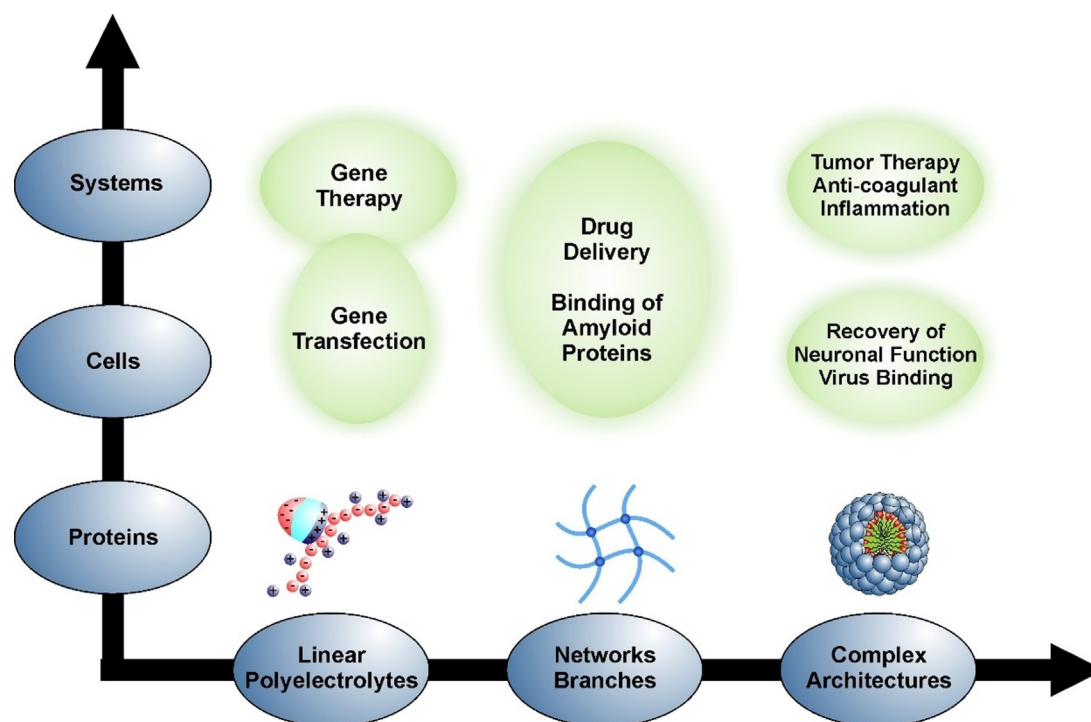 Systems
Gene
Therapy
Tumor Therapy
Anti-coagulant
Inflammation
Drug
Delivery
Binding of
Amyloid
Proteins
Gene
Transfection
Cells
Recovery of
Neuronal Function
Virus Binding
Proteins
Linear
Polyelectrolytes
Networks
Branches
Complex
Architectures